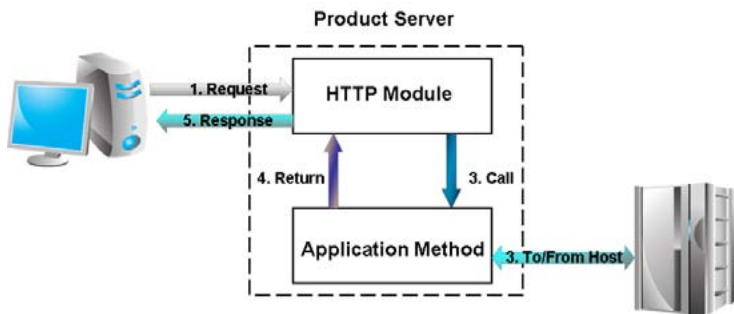 Product Server
1. Request
HTTP Module
5. Response
4. Return
3. Call
Application Method
3. To/From Host